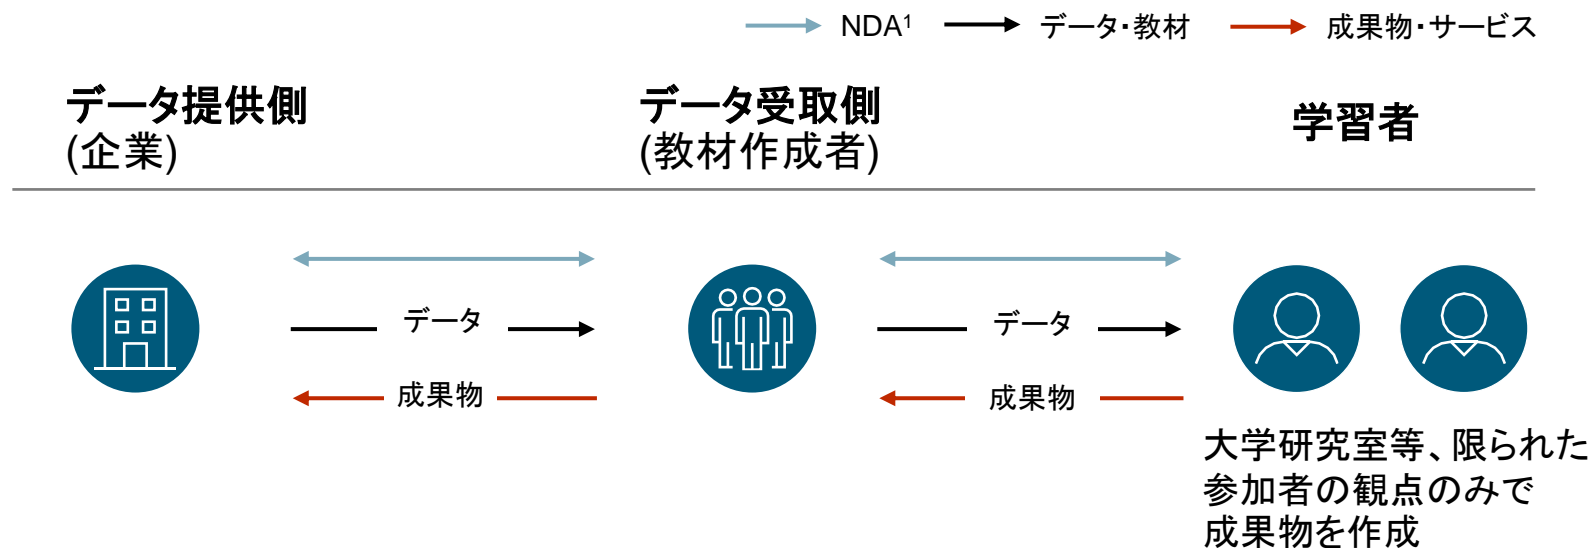 NDA¹ データ・教材 成果物・サービス
データ提供側
(企業)
データ受取側
(教材作成者)
学習者
データ
成果物
データ
成果物
大学研究室等、限られた
参加者の観点のみで
成果物を作成